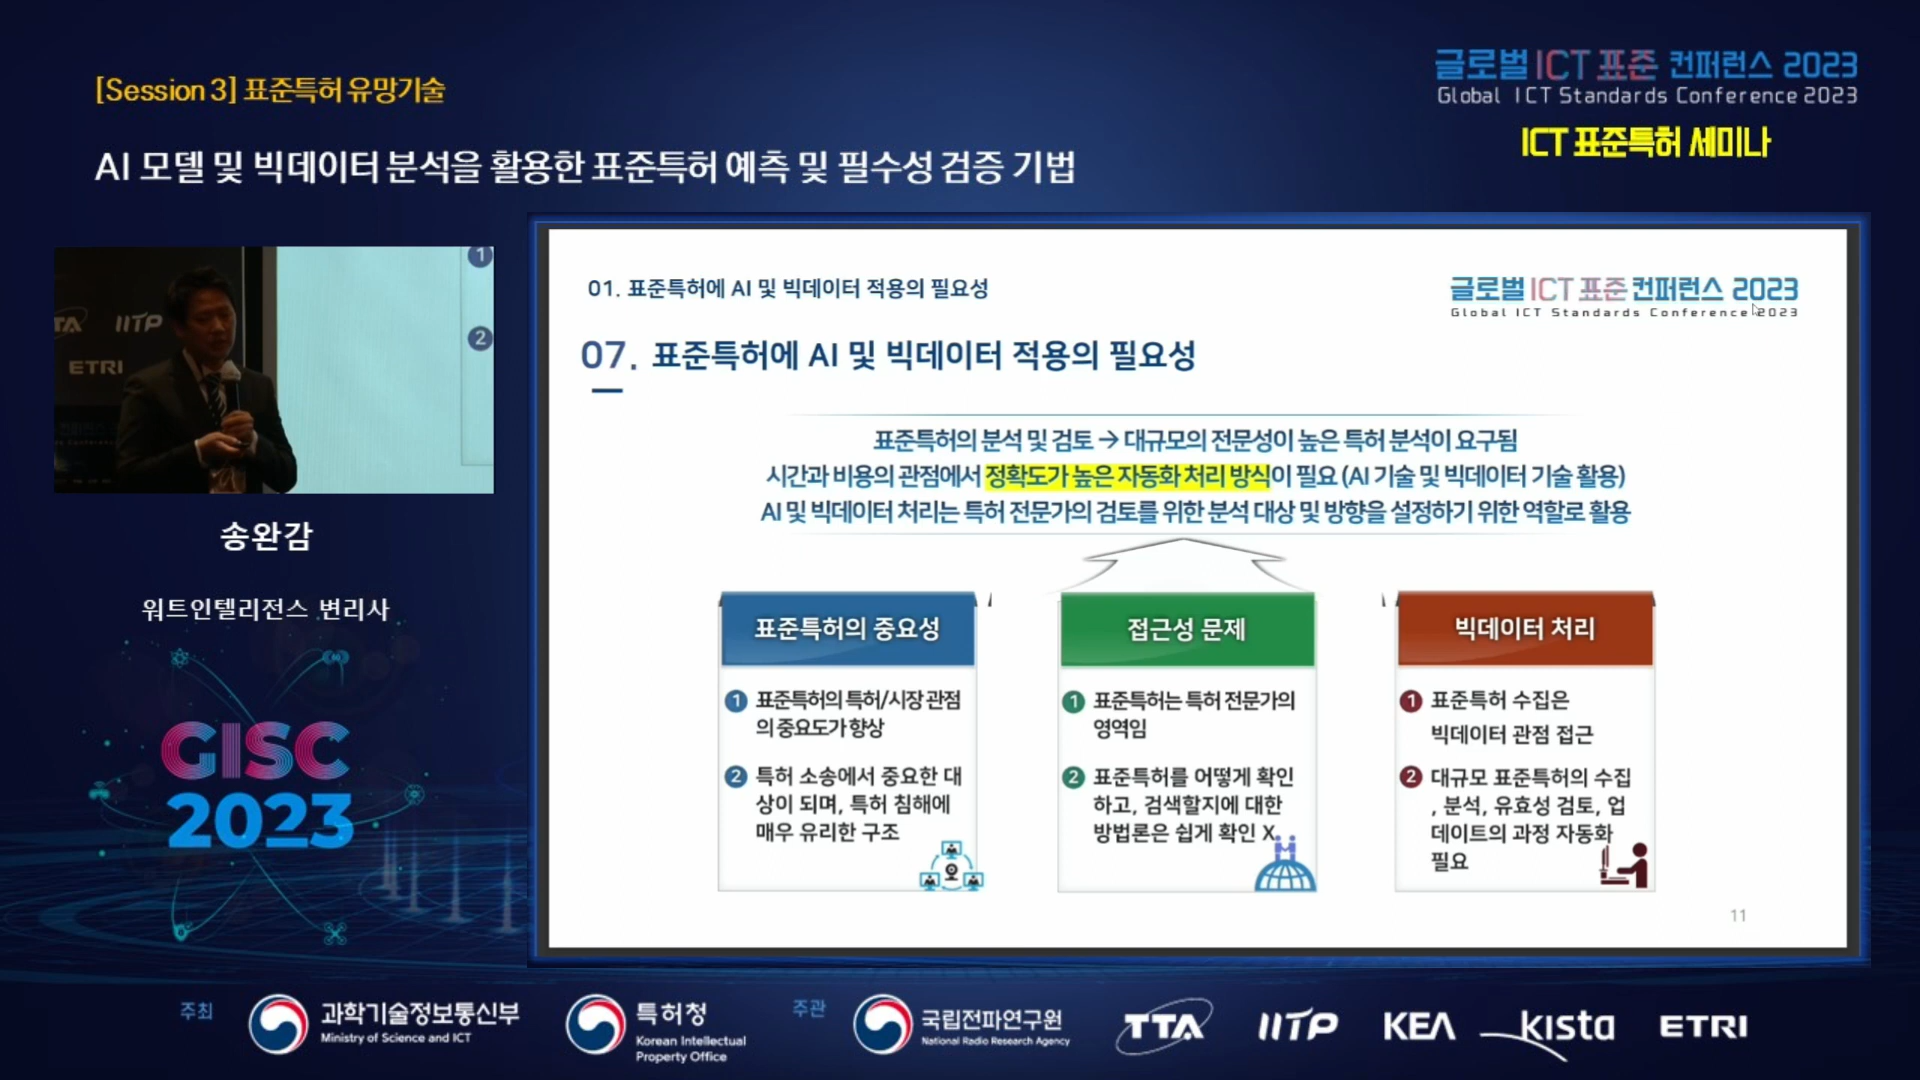 [Session 3] 표준특허 유망기술
AI 모델 및 빅데이터 분석을 활용한 표준특허 예측 및 필수성 검증 기법
글로벌 ICT 표준 컨퍼런스 2023
Global ICT Standards Conference 2023
ICT 표준특허 세미나
TTA IITP
ETRI
1
2
송완감
워트인텔리전스 변리사
GISC
2023
01. 표준특허에 AI 및 빅데이터 적용의 필요성
글로벌 ICT 표준 컨퍼런스 2023
Global ICT Standards Conference 2023
07. 표준특허에 AI 및 빅데이터 적용의 필요성
표준특허의 분석 및 검토 → 대규모의 전문성이 높은 특허 분석이 요구됨
시간과 비용의 관점에서 정확도가 높은 자동화 처리 방식이 필요 (AI 기술 및 빅데이터 기술 활용)
AI 및 빅데이터 처리는 특허 전문가의 검토를 위한 분석 대상 및 방향을 설정하기 위한 역할로 활용
표준특허의 중요성
1 표준특허의 특허/시장 관점
의 중요도가 향상
2 특허 소송에서 중요한 대
상이 되며, 특허 침해에
매우 유리한 구조
접근성 문제
1 표준특허는 특허 전문가의
영역임
2 표준특허를 어떻게 확인
하고, 검색할지에 대한
방법론은 쉽게 확인 X
빅데이터 처리
1 표준특허 수집은
빅데이터 관점 접근
2 대규모 표준특허의 수집
, 분석, 유효성 검토, 업
데이트의 과정 자동화
필요
11
주최
과학기술정보통신부
Ministry of Science and ICT
특허청
Korean Intellectual
Property Office
주관
국립전파연구원
National Radio Research Agency
TTA
IITP
KEA
kista
ETRI